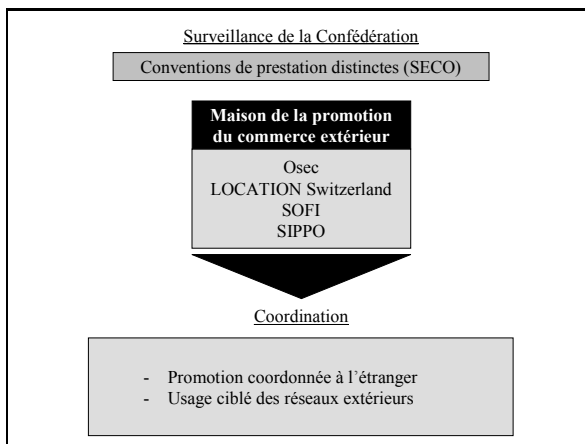 Surveillance de la Confédération
Conventions de prestation distinctes (SECO)
Maison de la promotion
du commerce extérieur
Osec
LOCATION Switzerland
SOFI
SIPPO
Coordination
- Promotion coordonnée à l’étranger
- Usage ciblé des réseaux extérieurs